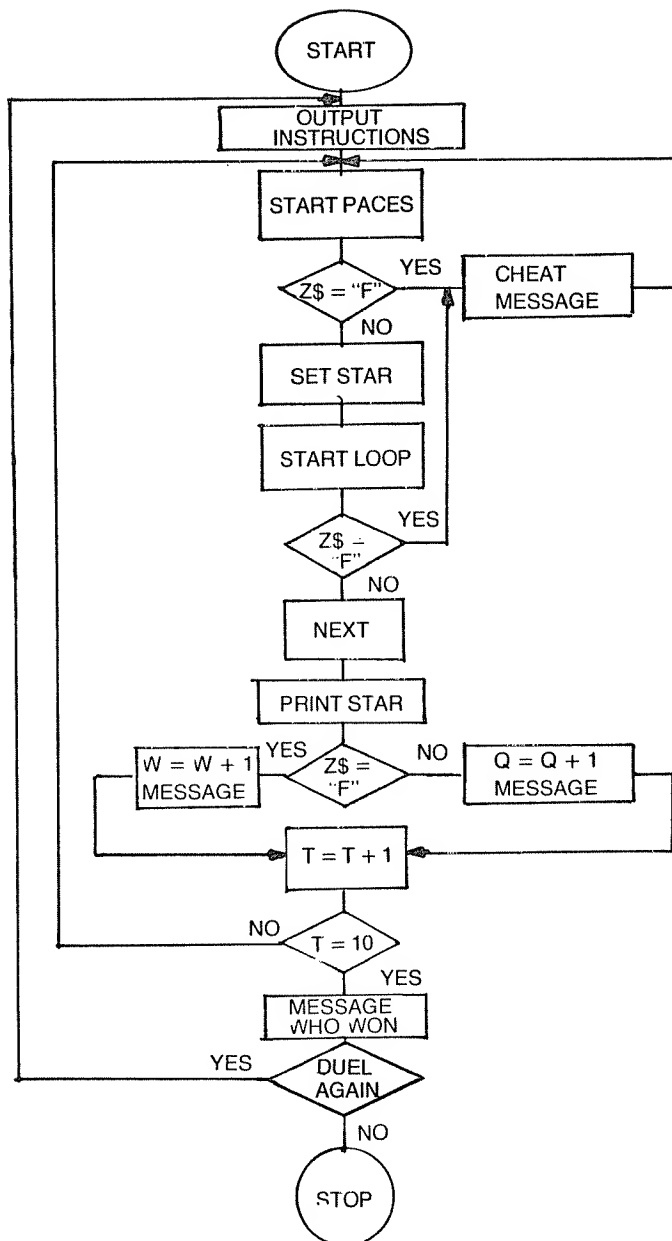 START
OUTPUT
INSTRUCTIONS
START PACES
Z$ = "F"
YES
CHEAT
MESSAGE
NO
SET STAR
START LOOP
YES
Z$ =
"F"
NO
NEXT
PRINT STAR
YES
W = W + 1
MESSAGE
Z$ =
"F"
NO
Q = Q + 1
MESSAGE
T = T + 1
NO
T = 10
YES
MESSAGE
WHO WON
YES
DUEL
AGAIN
NO
STOP